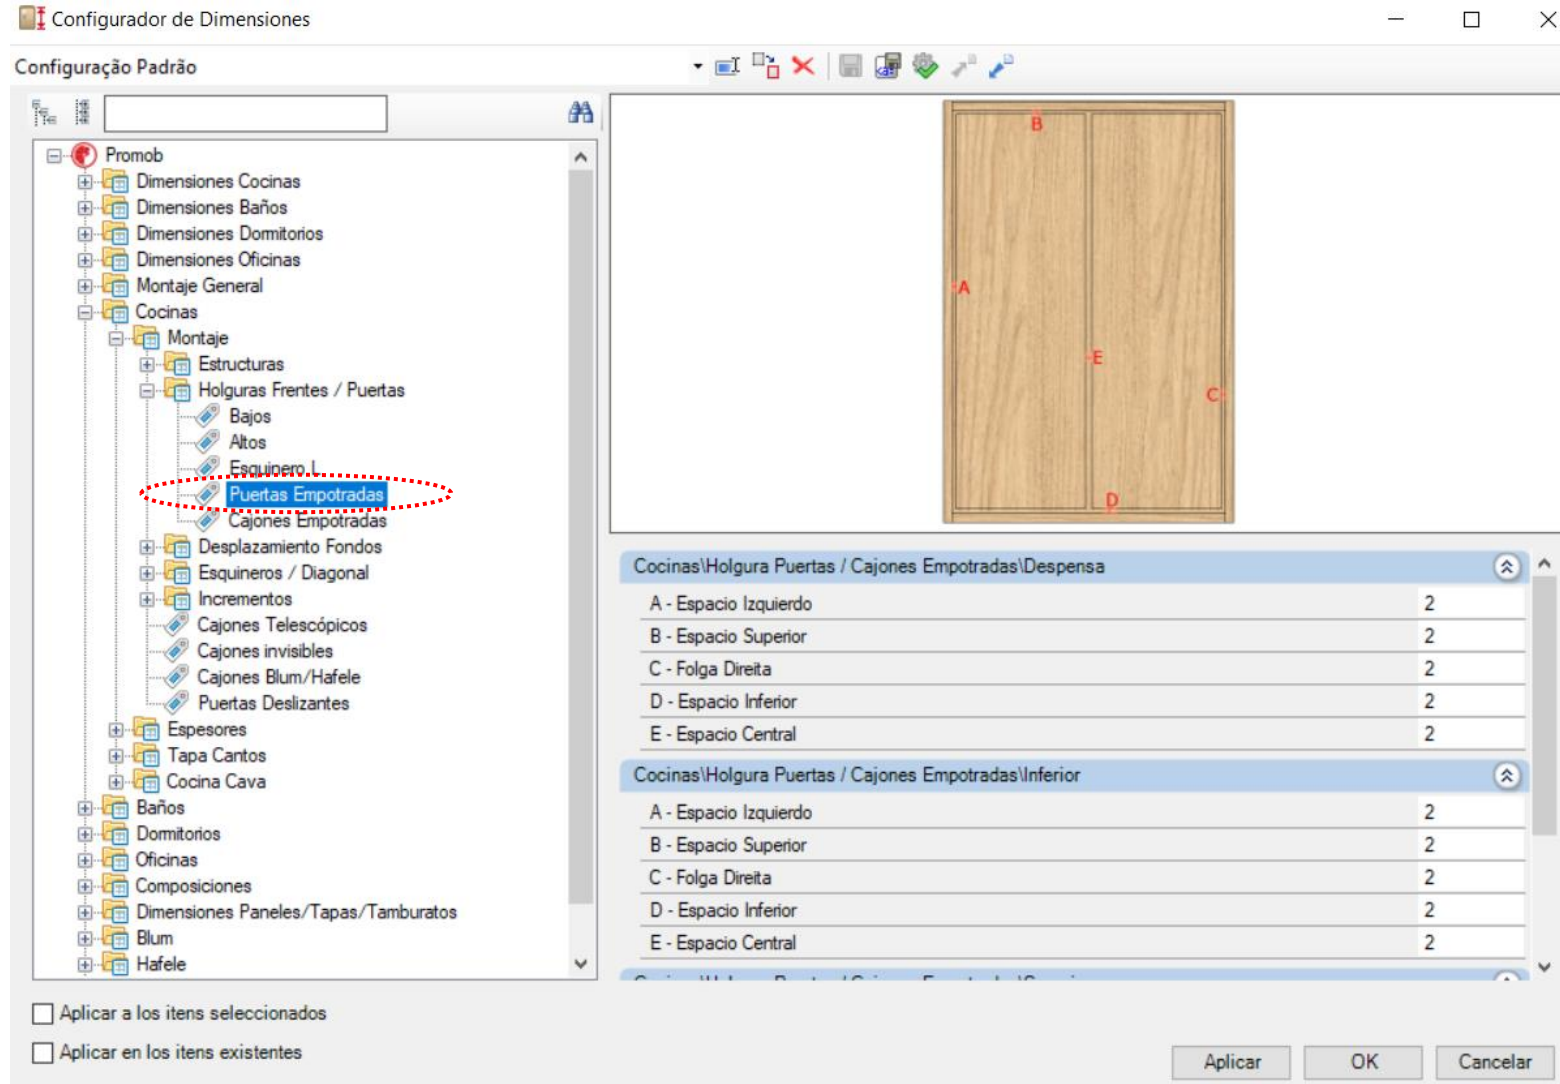 Configurador de Dimensiones
Configuração Padrão
Promob
Dimensiones Cocinas
Dimensiones Baños
Dimensiones Dormitorios
Dimensiones Oficinas
Montaje General
Cocinas
Montaje
Estructuras
Holguras Frentes / Puertas
Bajos
Altos
Esquinero L
Puertas Empotradas
Cajones Empotradas
Desplazamiento Fondos
Esquineros / Diagonal
Incrementos
Cajones Telescópicos
Cajones invisibles
Cajones Blum/Hafele
Puertas Deslizantes
Espesores
Tapa Cantos
Cocina Cava
Baños
Dormitorios
Oficinas
Composiciones
Dimensiones Paneles/Tapas/Tamburatos
Blum
Hafele
B
A
E
C
D
Cocinas\Holgura Puertas / Cajones Empotradas\Despensa
A - Espacio Izquierdo 2
B - Espacio Superior 2
C - Folga Direita 2
D - Espacio Inferior 2
E - Espacio Central 2
Cocinas\Holgura Puertas / Cajones Empotradas\Inferior
A - Espacio Izquierdo 2
B - Espacio Superior 2
C - Folga Direita 2
D - Espacio Inferior 2
E - Espacio Central 2
Aplicar a los itens seleccionados
Aplicar en los itens existentes
Aplicar OK Cancelar